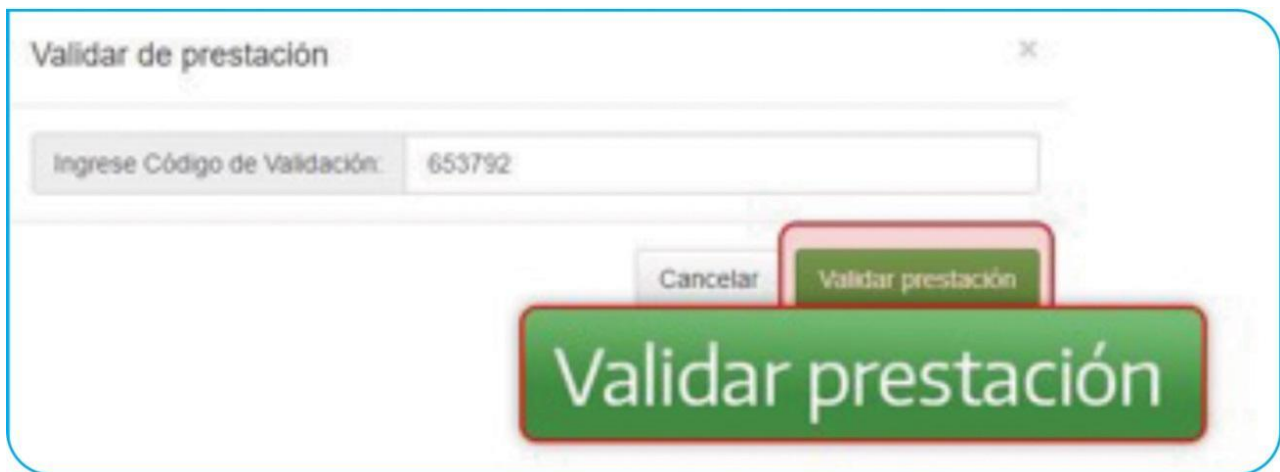 Validar de prestación ×
Ingrese Código de Validación: 653792
Cancelar Validar prestación
Validar prestación